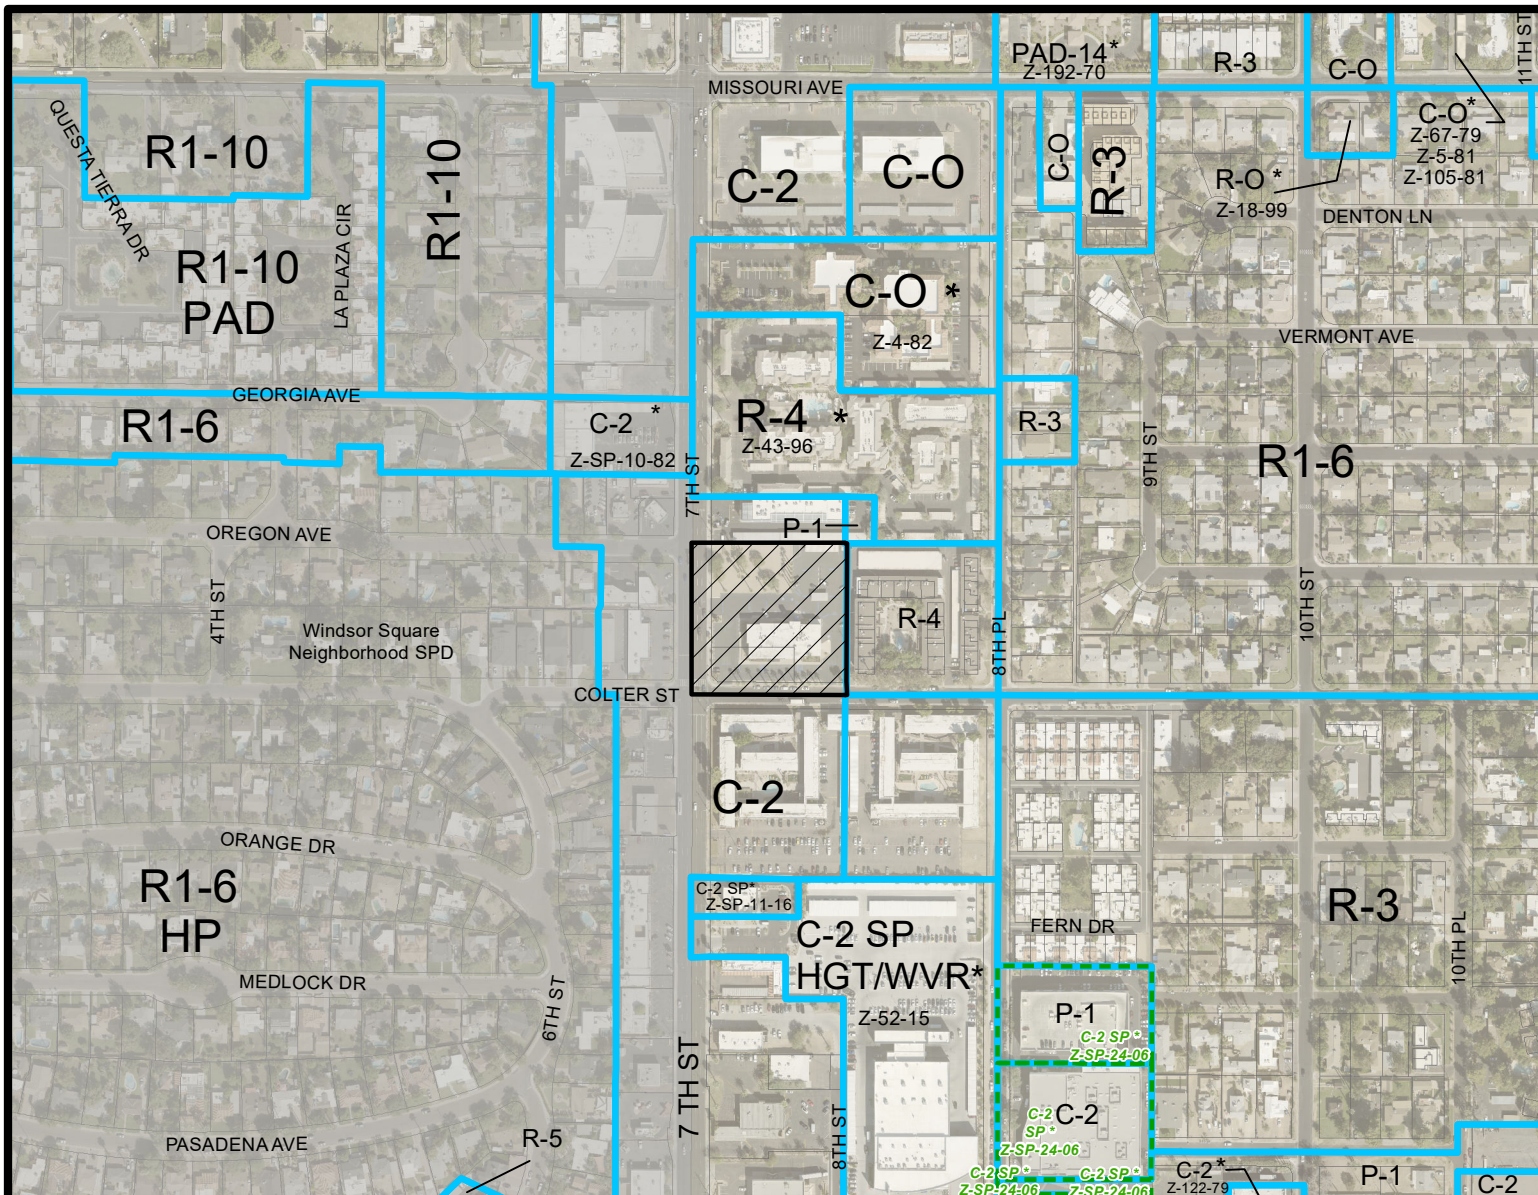 11TH ST
PAD-14*
Z-192-70
R-3
C-O
MISSOURI AVE
QUESTA TIERRA DR
R1-10
R1-10
C-2
C-O
C-O
R-3
C-O*
Z-67-79
Z-5-81
Z-105-81
R-O *
Z-18-99
DENTON LN
LA PLAZA CIR
R1-10
PAD
C-O *
Z-4-82
VERMONT AVE
GEORGIA AVE
R1-6
C-2 *
Z-SP-10-82
R-4 *
Z-43-96
R-3
9TH ST
R1-6
7TH ST
P-1
OREGON AVE
4TH ST
Windsor Square
Neighborhood SPD
R-4
8TH PL
10TH ST
COLTER ST
C-2
ORANGE DR
R1-6
HP
C-2 SP*
Z-SP-11-16
C-2 SP
HGT/WVR*
Z-52-15
FERN DR
R-3
10TH PL
MEDLOCK DR
6TH ST
P-1
C-2 SP *
Z-SP-24-06
7 TH ST
8TH ST
C-2
C-2
SP *
Z-SP-24-06
PASADENA AVE
R-5
C-2 SP *
Z-SP-24-06
C-2 SP *
Z-SP-24-06
C-2*
Z-122-79
P-1
C-2